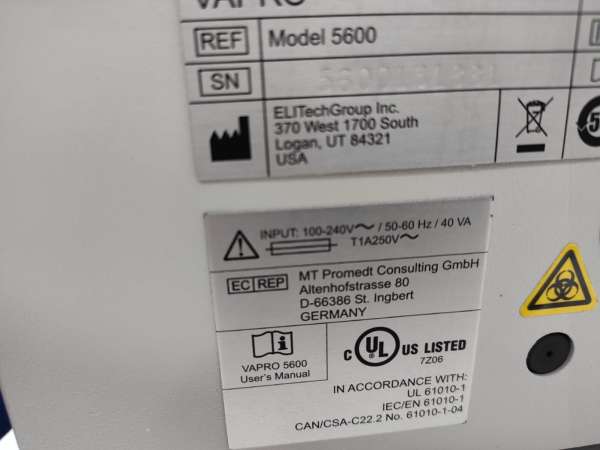 VAPRO
REF Model 5600
SN
ELITechGroup Inc.
370 West 1700 South
Logan, UT 84321
USA
INPUT: 100-240V~ / 50-60 Hz / 40 VA
T1A250V~
EC REP MT Promedt Consulting GmbH
Altenhofstrasse 80
D-66386 St. Ingbert
GERMANY
VAPRO 5600
User's Manual
C UL US LISTED
7Z06
IN ACCORDANCE WITH:
UL 61010-1
IEC/EN 61010-1
CAN/CSA-C22.2 No. 61010-1-04